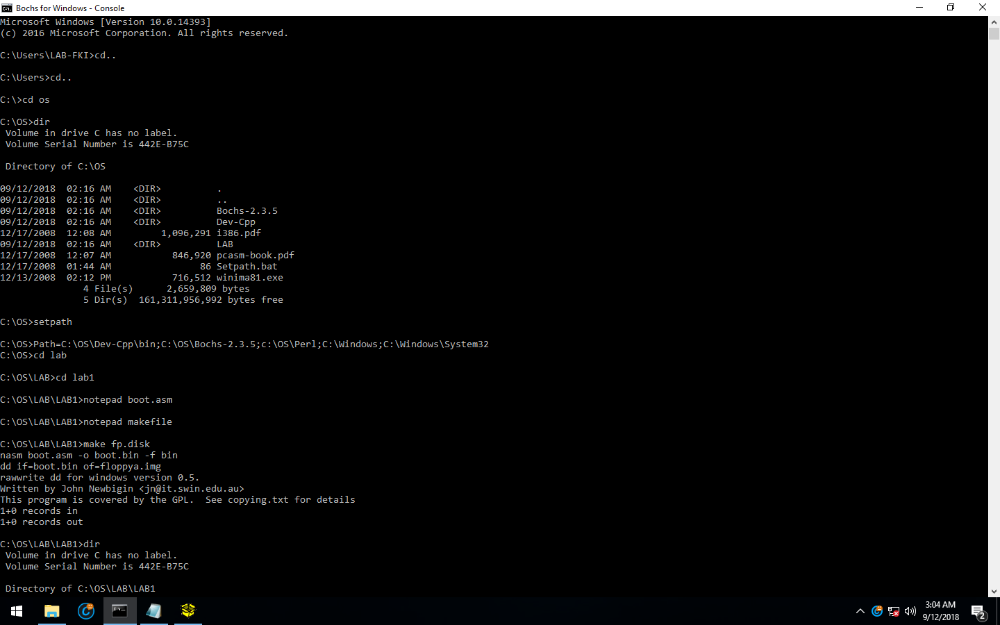 Bochs for Windows - Console
Microsoft Windows [Version 10.0.14393]
(c) 2016 Microsoft Corporation. All rights reserved.
C:\Users\LAB-FKI>cd..
C:\Users>cd..
C:\>cd os
C:\OS>dir
 Volume in drive C has no label.
 Volume Serial Number is 442E-B75C
 Directory of C:\OS
09/12/2018  02:16 AM    <DIR>          .
09/12/2018  02:16 AM    <DIR>          ..
09/12/2018  02:16 AM    <DIR>          Bochs-2.3.5
09/12/2018  02:16 AM    <DIR>          Dev-Cpp
12/17/2008  12:08 AM         1,096,291 i386.pdf
09/12/2018  02:16 AM    <DIR>          LAB
12/17/2008  12:07 AM           846,920 pcasm-book.pdf
12/17/2008  01:44 AM                86 Setpath.bat
12/13/2008  02:12 PM           716,512 winima81.exe
               4 File(s)      2,659,809 bytes
               5 Dir(s)  161,311,956,992 bytes free
C:\OS>setpath
C:\OS>Path=C:\OS\Dev-Cpp\bin;C:\OS\Bochs-2.3.5;c:\OS\Perl;C:\Windows;C:\Windows\System32
C:\OS>cd lab
C:\OS\LAB>cd lab1
C:\OS\LAB\LAB1>notepad boot.asm
C:\OS\LAB\LAB1>notepad makefile
C:\OS\LAB\LAB1>make fp.disk
nasm boot.asm -o boot.bin -f bin
dd if=boot.bin of=floppya.img
rawwrite dd for windows version 0.5.
Written by John Newbigin <jn@it.swin.edu.au>
This program is covered by the GPL.  See copying.txt for details
1+0 records in
1+0 records out
C:\OS\LAB\LAB1>dir
 Volume in drive C has no label.
 Volume Serial Number is 442E-B75C
 Directory of C:\OS\LAB\LAB1
3:04 AM
9/12/2018
2